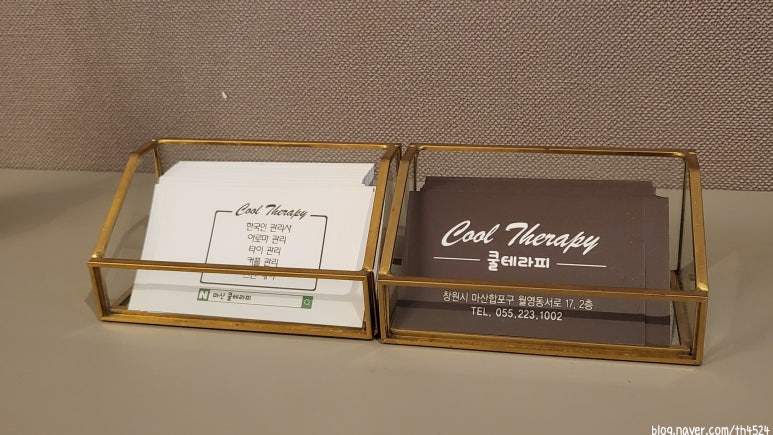 Cool Therapy
한국인 관리사
아로마 관리
타이 관리
커플 관리
N 마산 쿨테라피
Cool Therapy
쿨테라피
창원시 마산합포구 월영동서로 17, 2층
TEL. 055.223.1002
blog.naver.com/th4524